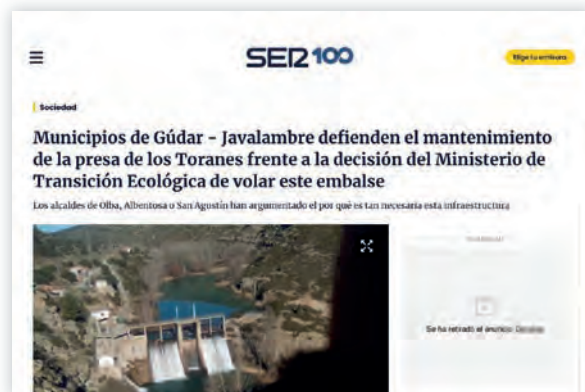 SER 100
Elige tu emisora
Sociedad
Municipios de Gúdar - Javalambre defienden el mantenimiento
de la presa de los Toranes frente a la decisión del Ministerio de
Transición Ecológica de volar este embalse
Los alcaldes de Olba, Albentosa o San Agustín han argumentado el por qué es tan necesaria esta infraestructura
Se ha retirado el anuncio.